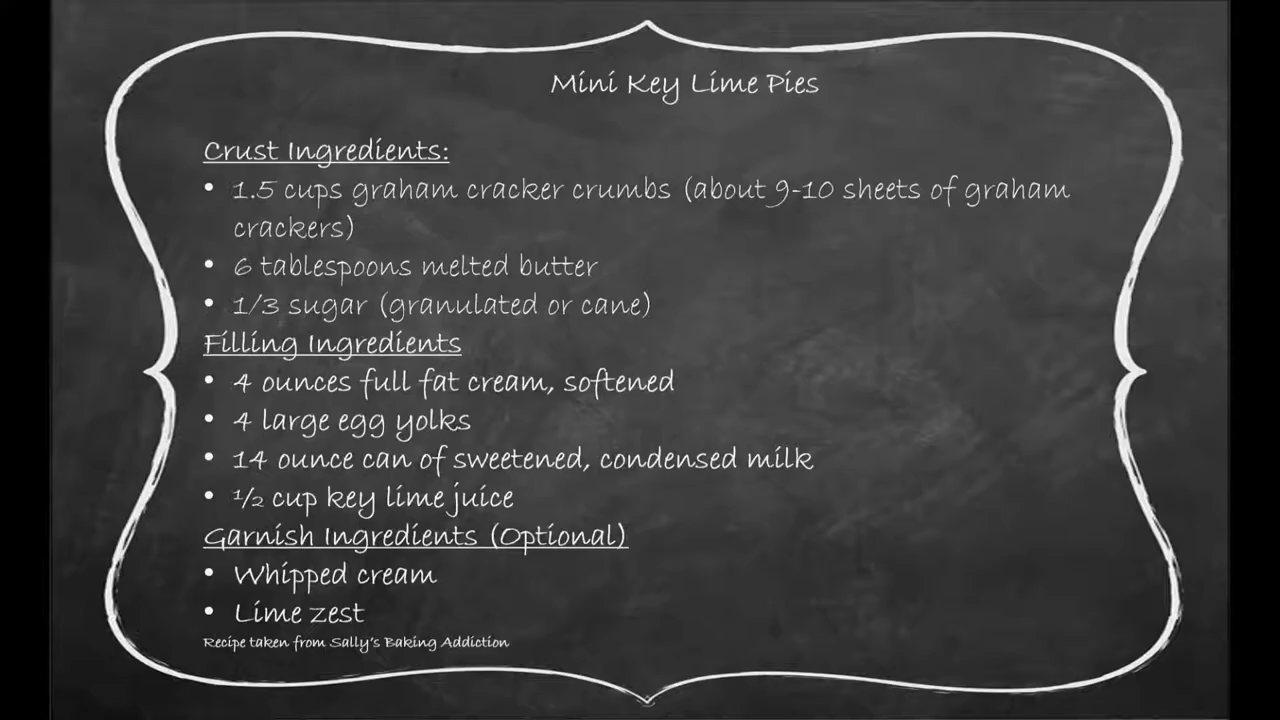 Mini Key Lime Pies
Crust Ingredients:
• 1.5 cups graham cracker crumbs (about 9-10 sheets of graham
crackers)
• 6 tablespoons melted butter
• 1/3 sugar (granulated or cane)
Filling Ingredients
• 4 ounces full fat cream, softened
• 4 large egg yolks
• 14 ounce can of sweetened, condensed milk
• ½ cup key lime juice
Garnish Ingredients (Optional)
• Whipped cream
• Lime zest
Recipe taken from Sally's Baking Addiction